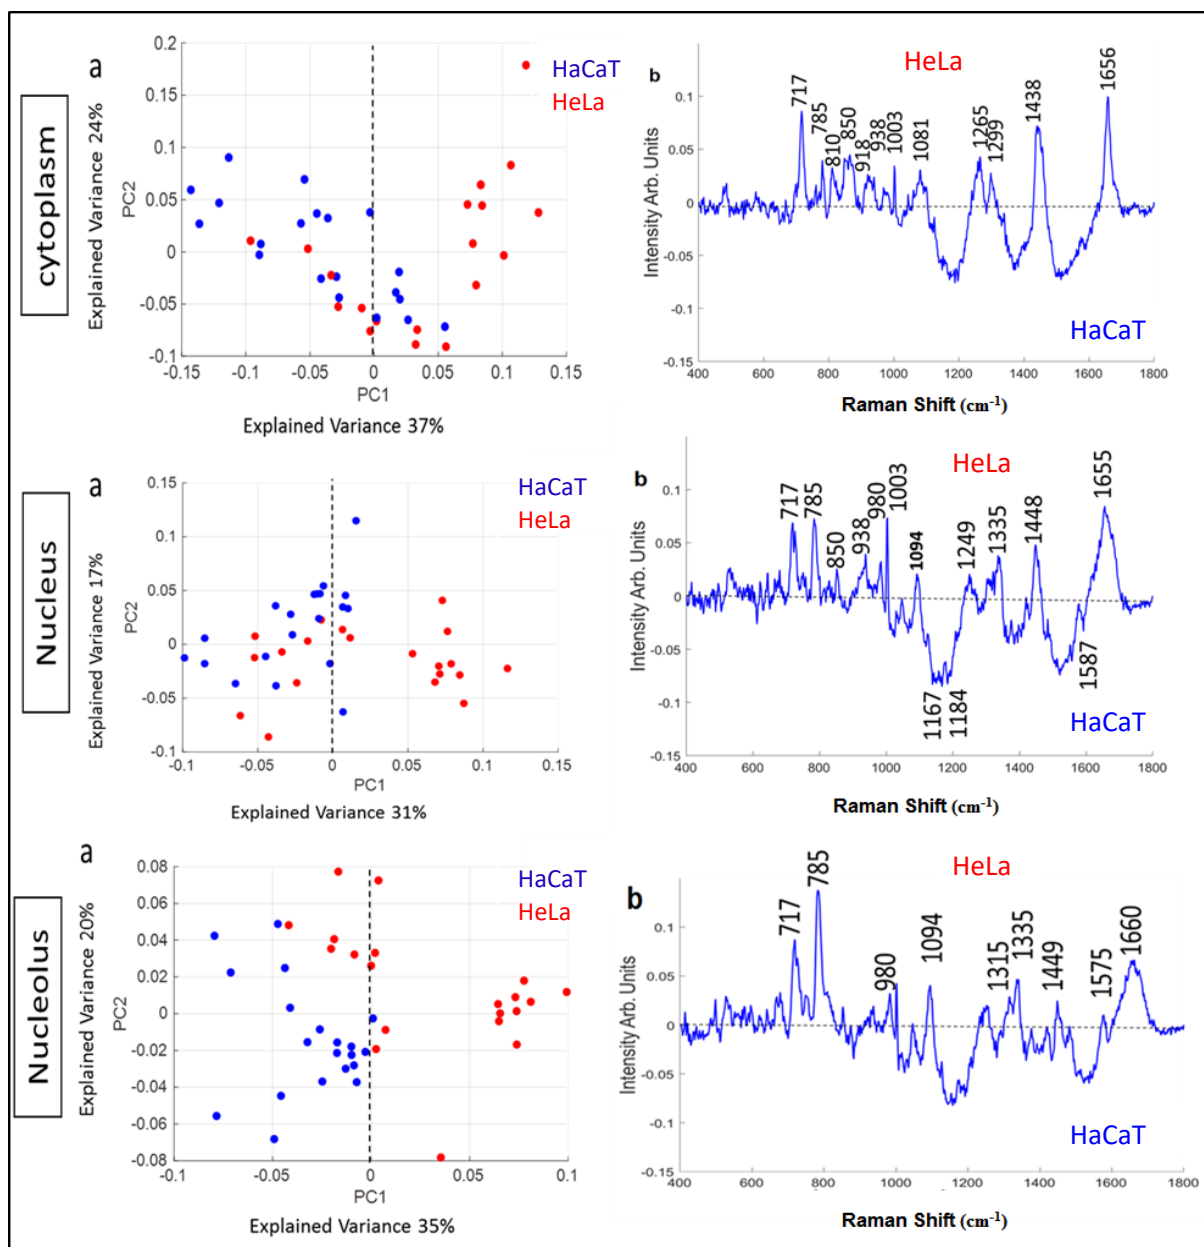 cytoplasm
a
HaCaT
HeLa
Explained Variance 24%
PC2
0.2
0.15
0.1
0.05
0
-0.05
-0.1
-0.15 -0.1 -0.05 0 0.05 0.1 0.15
PC1
Explained Variance 37%
b
HeLa
HaCaT
Intensity Arb. Units
0.1
0.05
0
-0.05
-0.1
-0.15
717 785 810 850 918 938 1003 1081 1265 1299 1438 1656
400 600 800 1000 1200 1400 1600 1800
Raman Shift (cm-1)
Nucleus
a
HaCaT
HeLa
Explained Variance 17%
PC2
0.15
0.1
0.05
0
-0.05
-0.1
-0.1 -0.05 0 0.05 0.1 0.15
PC1
Explained Variance 31%
b
HeLa
HaCaT
Intensity Arb. Units
0.1
0.05
0
-0.05
-0.1
-0.15
717 785 850 938 980 1003 1094 1249 1335 1448 1655
1167 1184 1587
400 600 800 1000 1200 1400 1600 1800
Raman Shift (cm-1)
Nucleolus
a
HaCaT
HeLa
Explained Variance 20%
PC2
0.08
0.06
0.04
0.02
0
-0.02
-0.04
-0.06
-0.08
-0.1 -0.05 0 0.05 0.1
PC1
Explained Variance 35%
b
HeLa
HaCaT
Intensity Arb. Units
0.1
0.05
0
-0.05
-0.1
-0.15
717 785 980 1094 1315 1335 1449 1575 1660
400 600 800 1000 1200 1400 1600 1800
Raman Shift (cm-1)